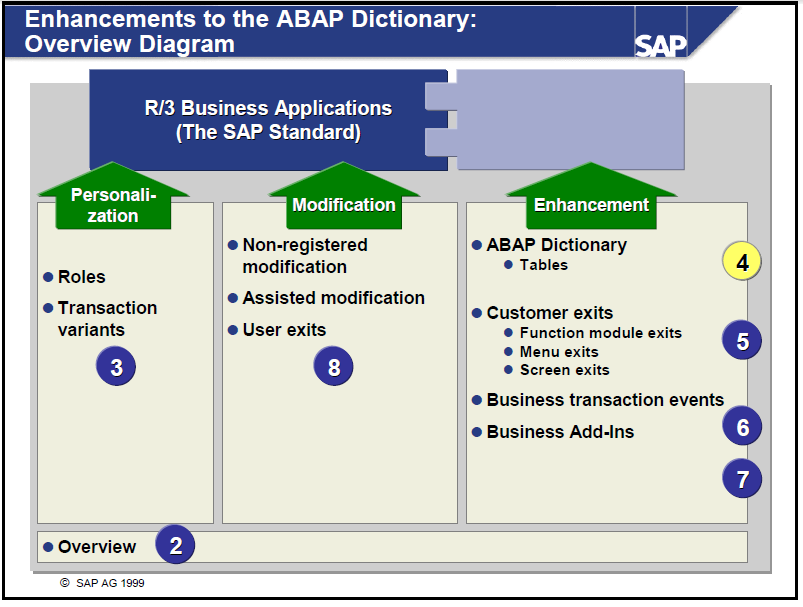 Enhancements to the ABAP Dictionary:
Overview Diagram
SAP
R/3 Business Applications
(The SAP Standard)
Personali-
zation
Roles
Transaction
variants
3
Modification
Non-registered
modification
Assisted modification
User exits
8
Enhancement
ABAP Dictionary
Tables
4
Customer exits
Function module exits
Menu exits
Screen exits
5
Business transaction events
6
Business Add-Ins
7
Overview
2
© SAP AG 1999